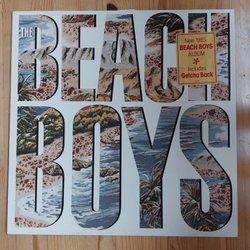 THE
BEACH
BOYS
New 1985
BEACH BOYS
ALBUM
Includes
Getcha Back